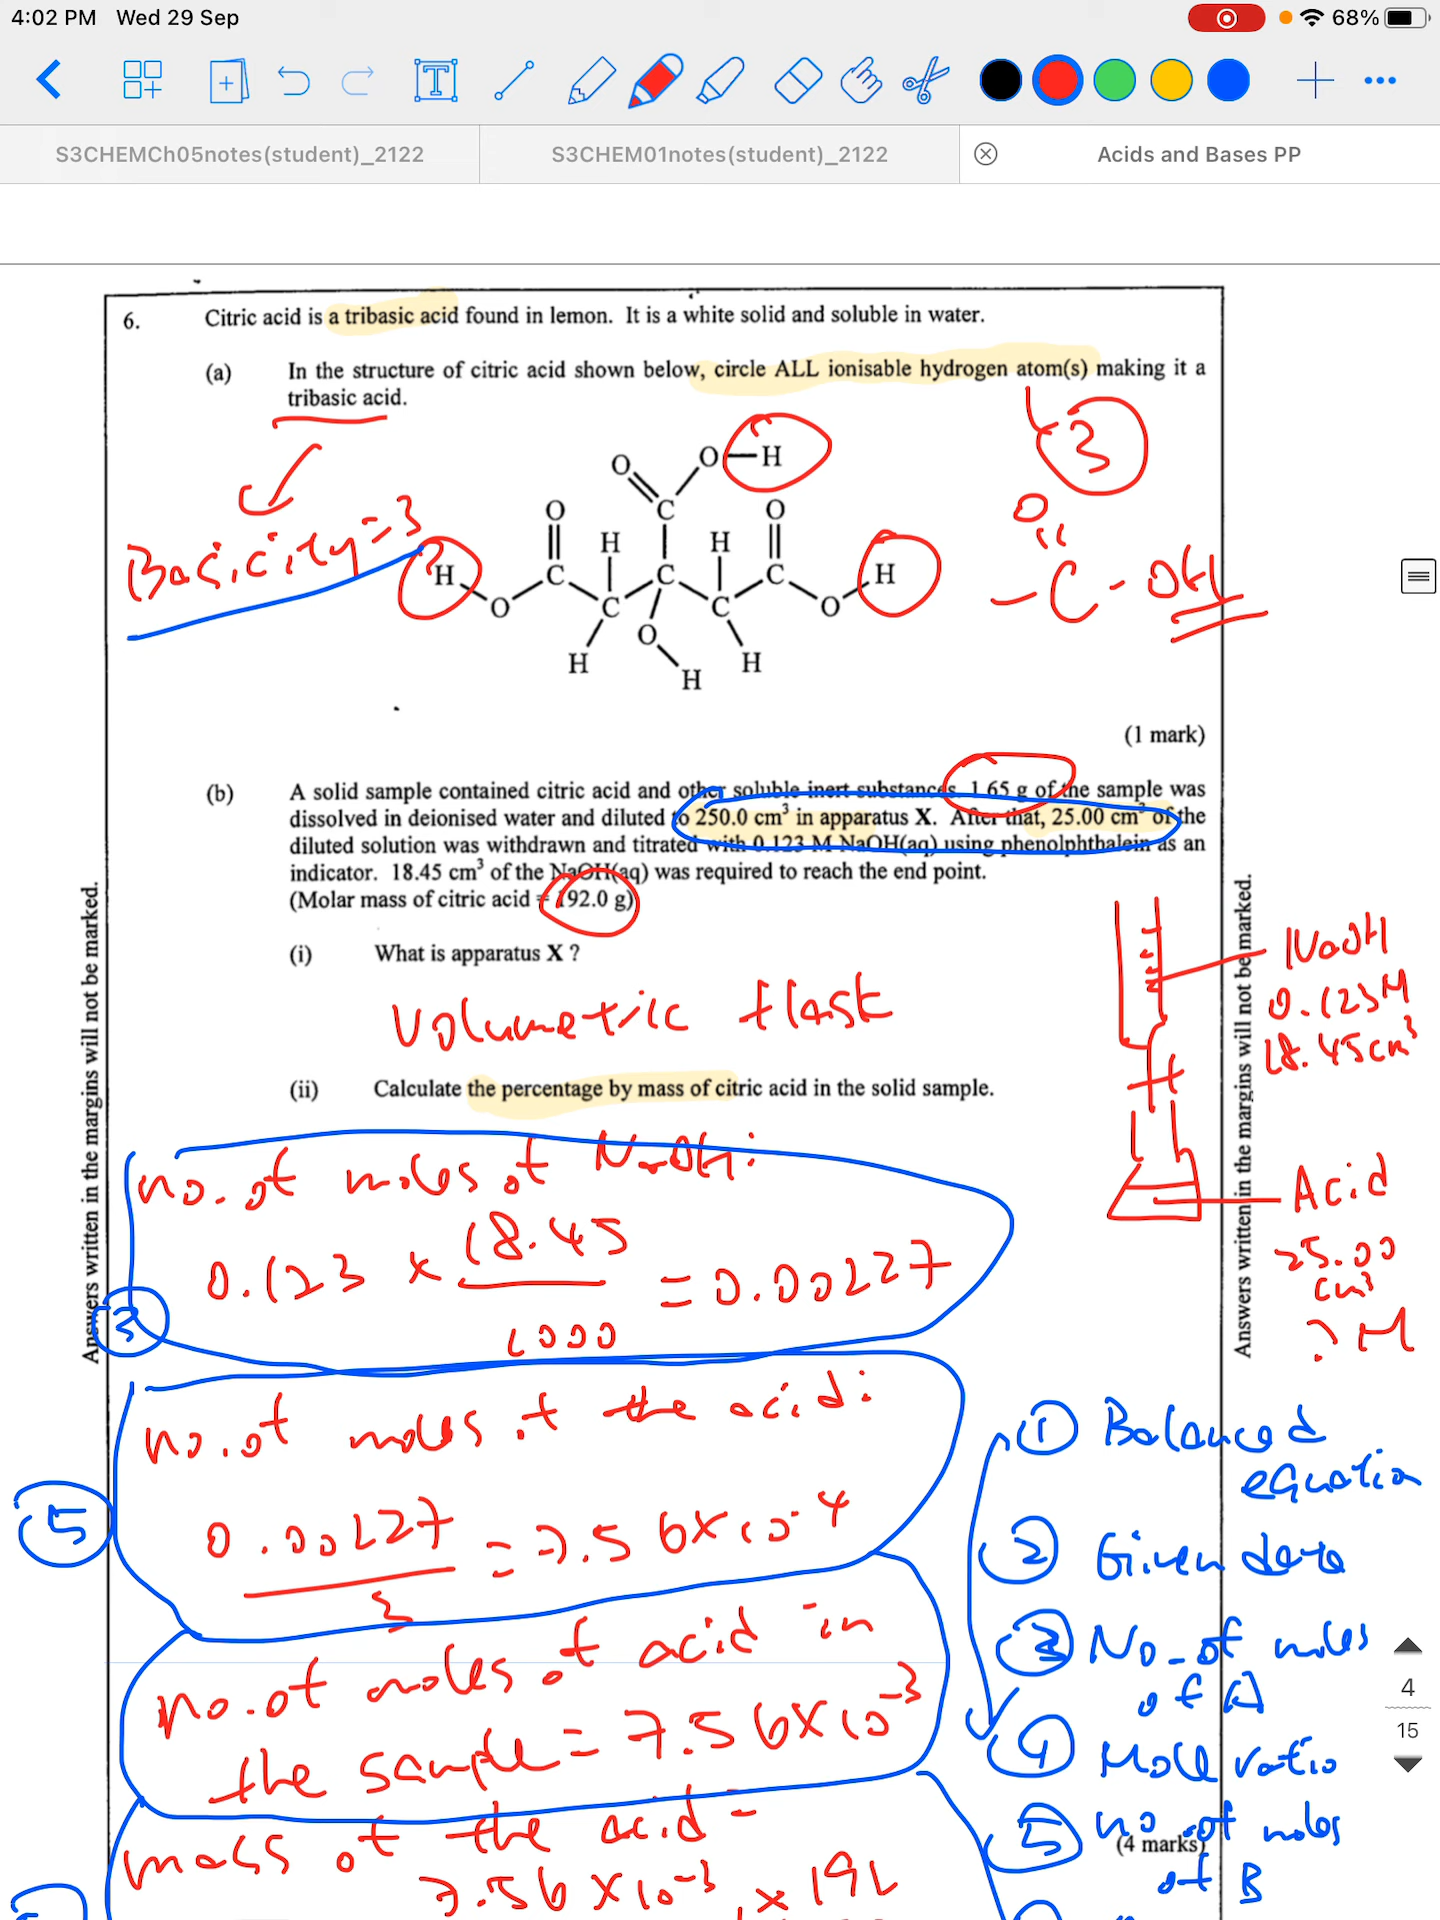 4:02 PM Wed 29 Sep
68%
S3CHEMCh05notes(student)_2122
S3CHEM01notes(student)_2122
Acids and Bases PP
6. Citric acid is a tribasic acid found in lemon. It is a white solid and soluble in water.
(a) In the structure of citric acid shown below, circle ALL ionisable hydrogen atom(s) making it a
tribasic acid.
3
Basicity = 3
O
-C-OH
O O-H
O C O
H H
H C C C H
O C C O
O
H H H
(1 mark)
(b) A solid sample contained citric acid and other soluble inert substances. 1.65 g of the sample was
dissolved in deionised water and diluted to 250.0 cm³ in apparatus X. After that, 25.00 cm³ of the
diluted solution was withdrawn and titrated with 0.123 M NaOH(aq) using phenolphthalein as an
indicator. 18.45 cm³ of the NaOH(aq) was required to reach the end point.
(Molar mass of citric acid = 192.0 g)
(i) What is apparatus X ?
Volumetric flask
NaOH
0.123M
18.45cm³
(ii) Calculate the percentage by mass of citric acid in the solid sample.
Acid
25.00
cm³
? M
no. of moles of NaOH:
0.123 × 18.45
1000
= 0.00227
3
no. of moles of the acid:
0.00227
3
= 7.56×10-4
5
no. of moles of acid in
the sample = 7.56×10-3
mass of the acid =
7.56×10-3 × 192
① Balanced
equation
② Given data
③ No. of moles
of A
④ Mole ratio
⑤ no. of moles
of B
(4 marks)
4
15
Answers written in the margins will not be marked.
Answers written in the margins will not be marked.